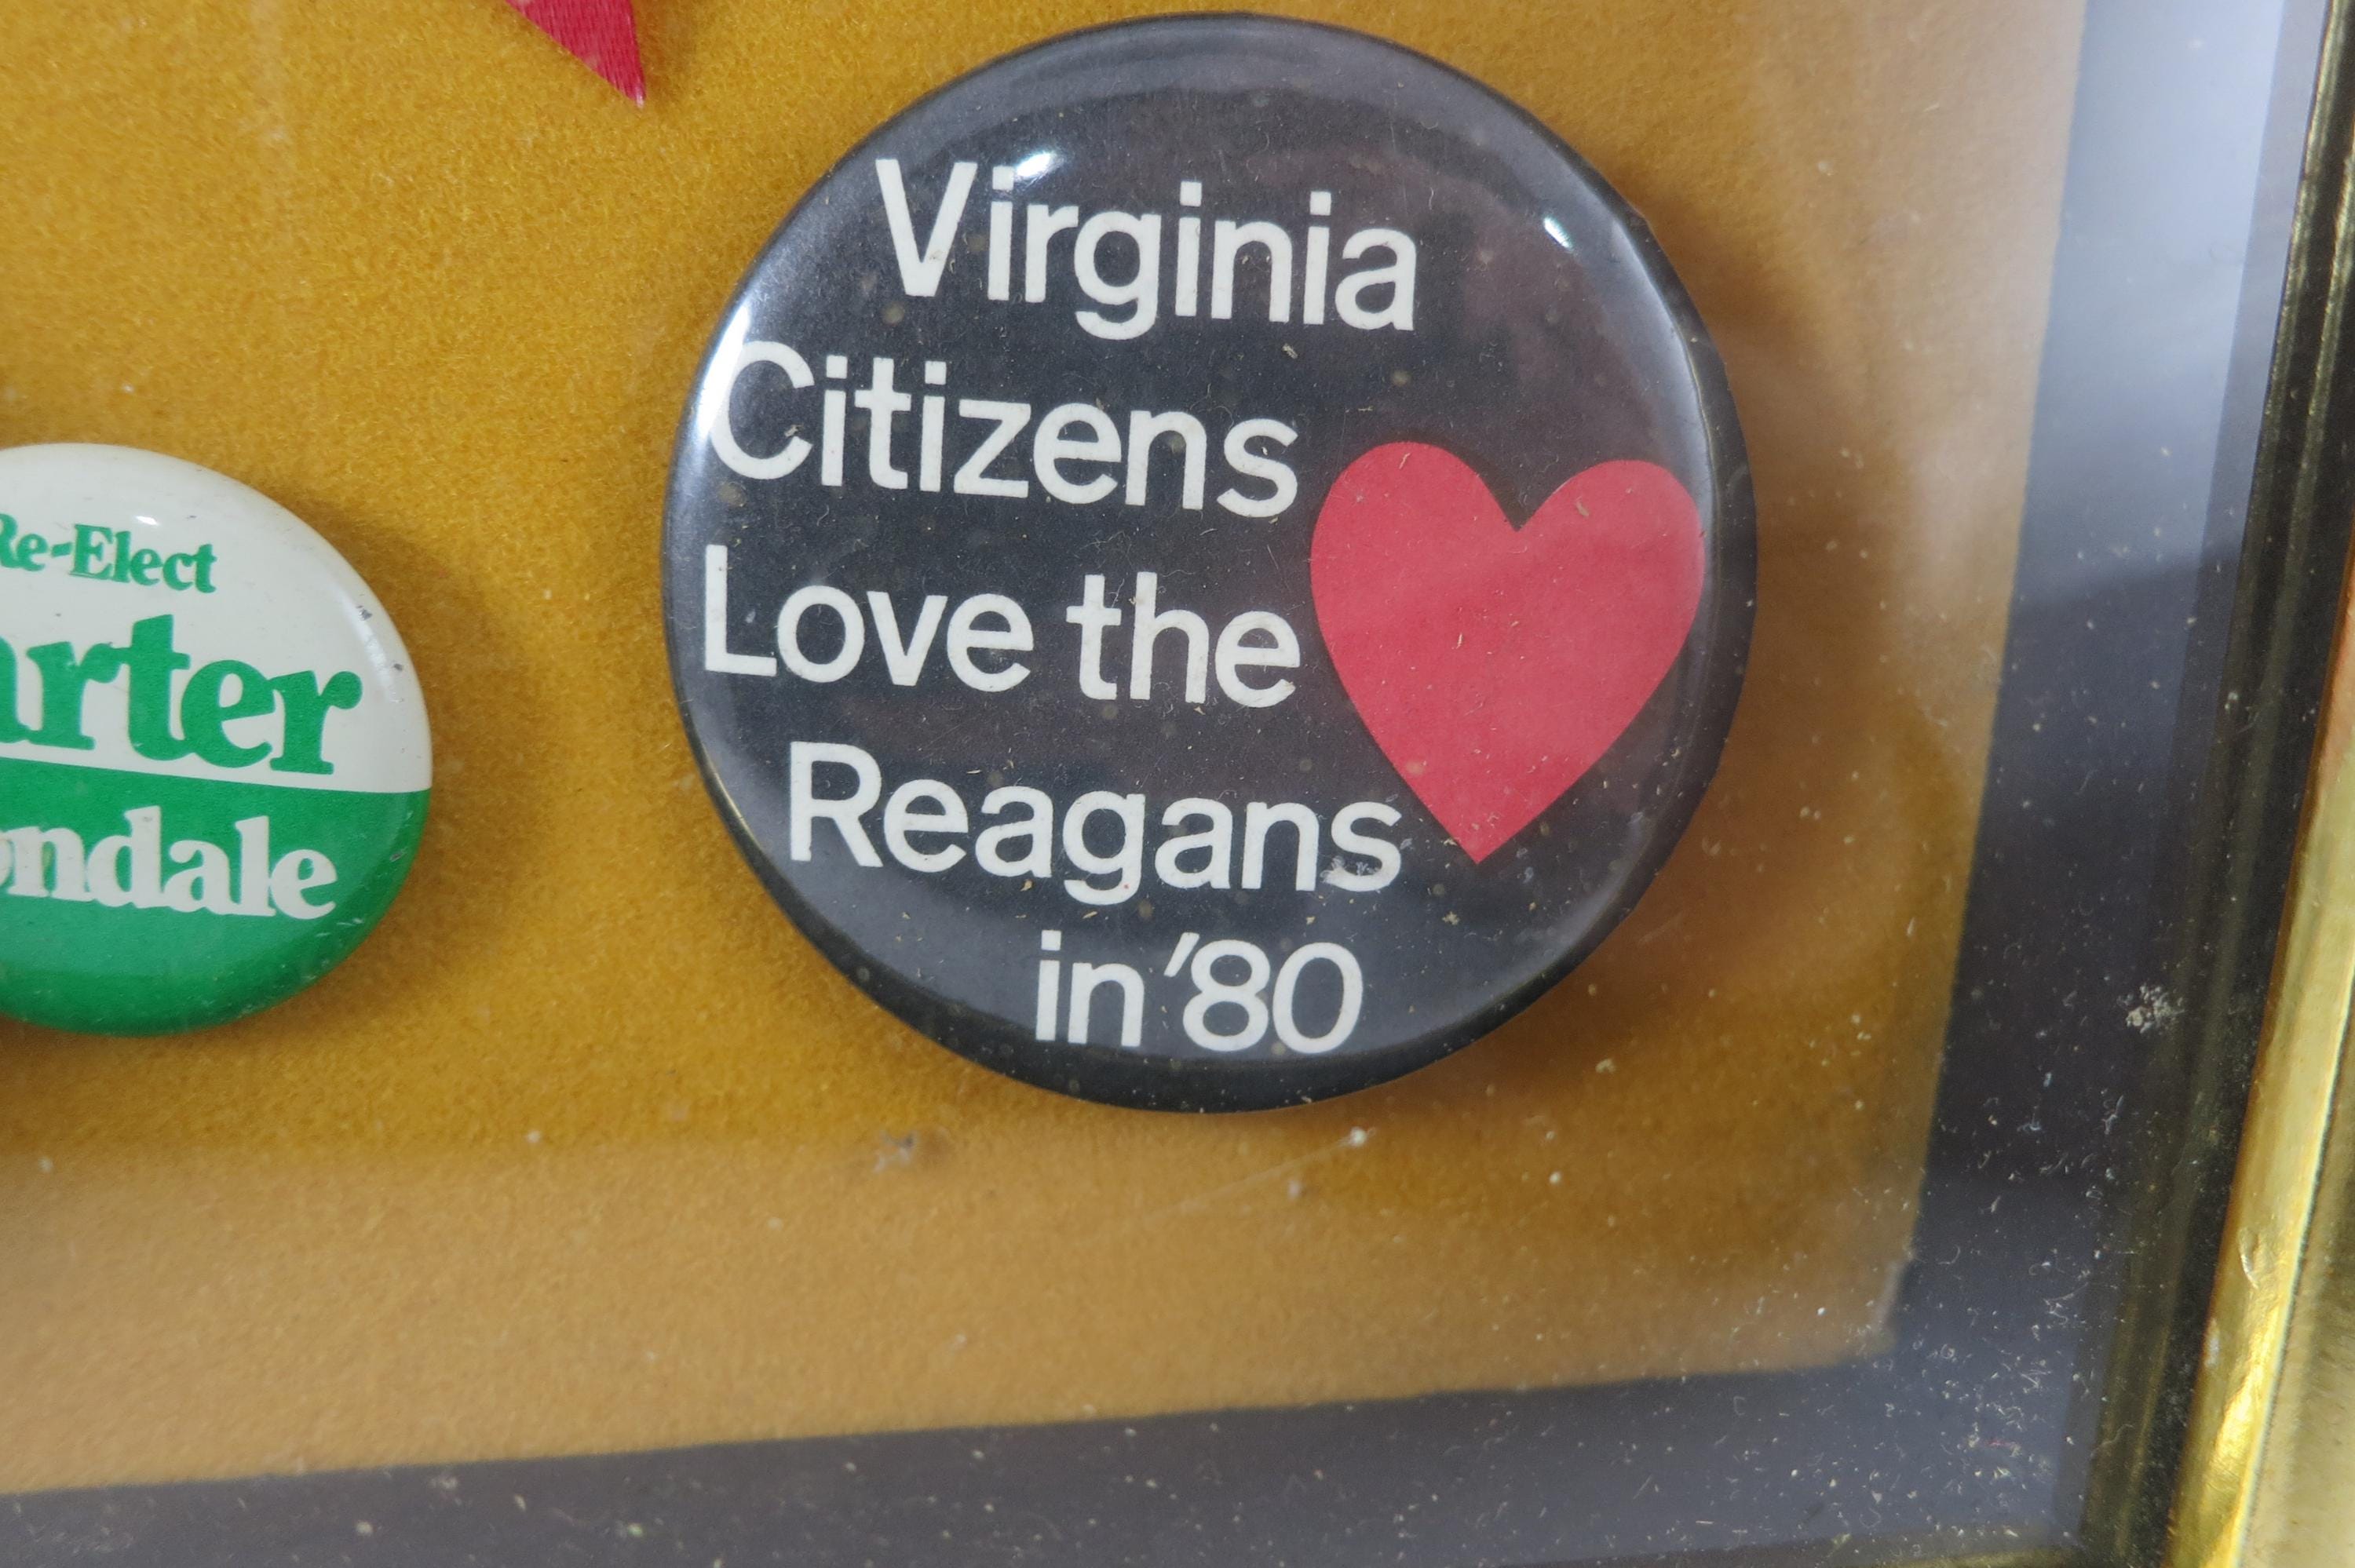 Virginia
Citizens
Love the
Reagans
in '80
Re-Elect
arter
ondale